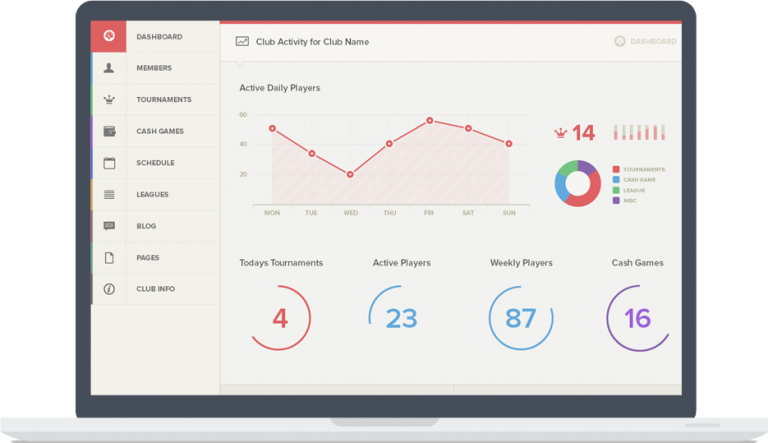 DASHBOARD
MEMBERS
TOURNAMENTS
CASH GAMES
SCHEDULE
LEAGUES
BLOG
PAGES
CLUB INFO
Club Activity for Club Name
DASHBOARD
Active Daily Players
60
40
20
MON TUE WED THU FRI SAT SUN
14
TOURNAMENTS
CASH GAME
LEAGUE
MISC
Todays Tournaments
4
Active Players
23
Weekly Players
87
Cash Games
16